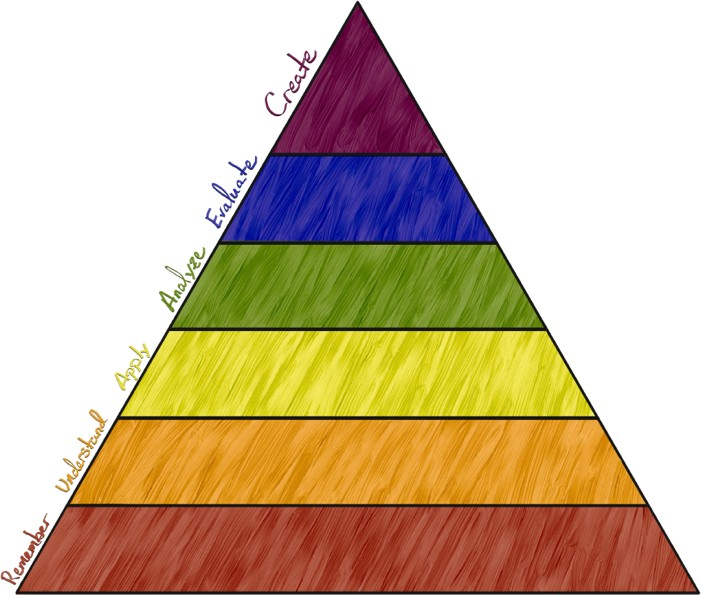 Create
Evaluate
Analyze
Apply
Understand
Remember